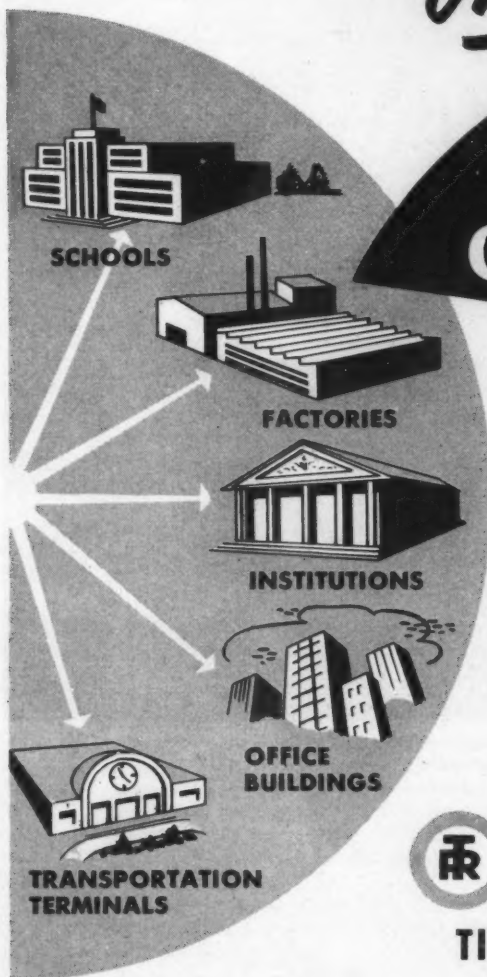 SCHOOLS
FACTORIES
INSTITUTIONS
OFFICE
BUILDINGS
TRANSPORTATION
TERMINALS
TI